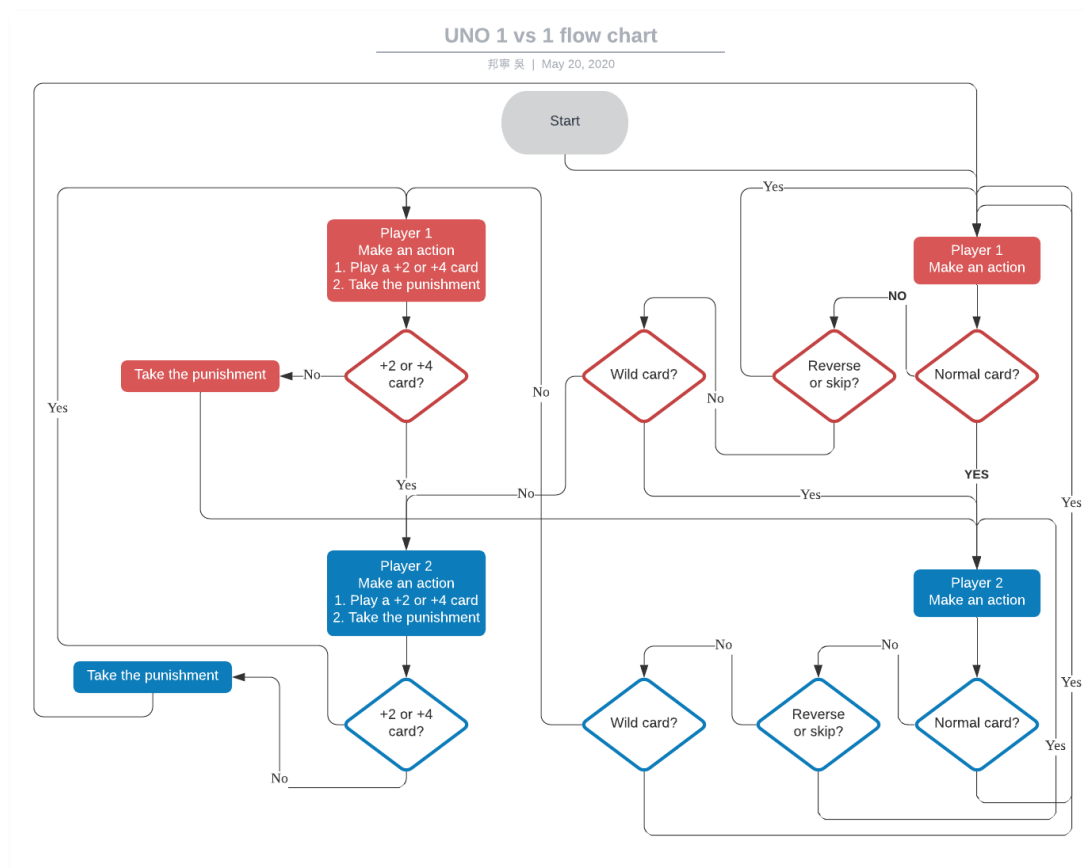 UNO 1 vs 1 flow chart
邦寧 吳 | May 20, 2020
Start
Yes
Player 1
Make an action
1. Play a +2 or +4 card
2. Take the punishment
Player 1
Make an action
NO
Take the punishment
No
+2 or +4
card?
Wild card?
No
Reverse
or skip?
Normal card?
Yes
No
Yes
No
Yes
YES
Yes
Player 2
Make an action
1. Play a +2 or +4 card
2. Take the punishment
Player 2
Make an action
No
No
Take the punishment
Yes
+2 or +4
card?
Wild card?
Reverse
or skip?
Normal card?
Yes
No